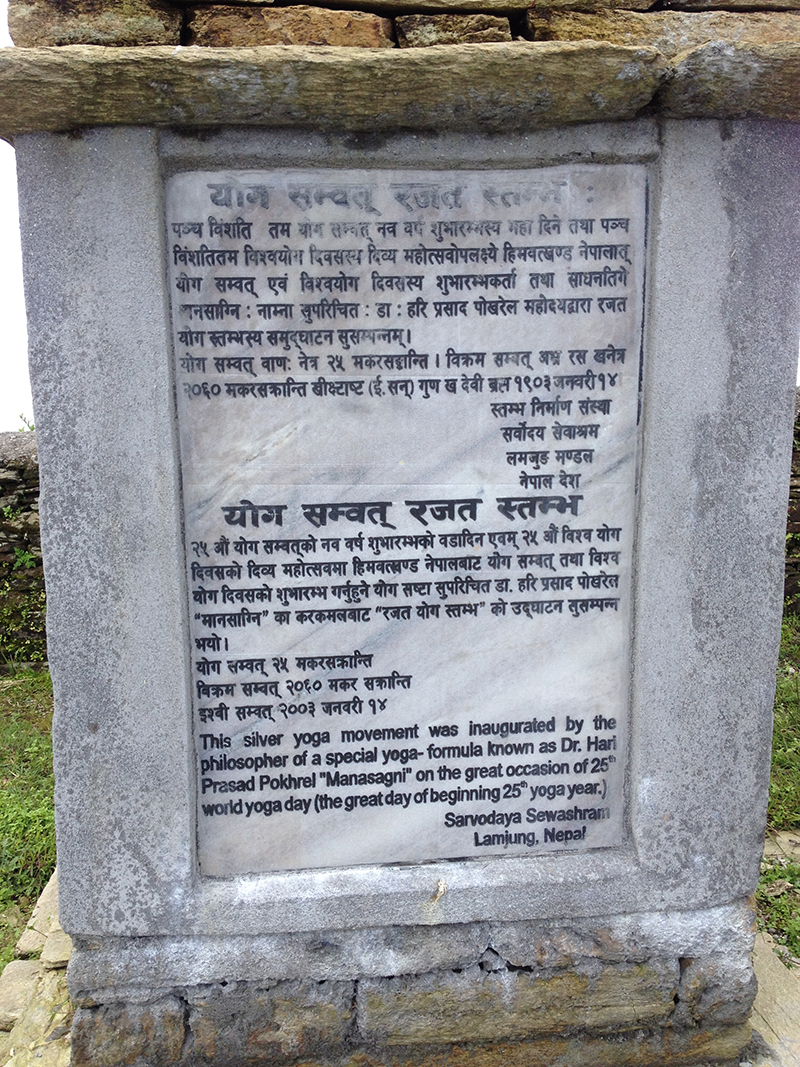 योग सम्वत् रजत स्तम्भ :
पञ्च विंशति तम योग सम्वत् नव वर्ष शुभारम्भस्य महा दिने तथा पञ्च
विंशतितम विश्वयोग दिवसस्य दिव्य महोत्सवोपलक्ष्ये हिमवत्खण्ड नेपालात्
योग सम्वत् एवं विश्वयोग दिवसस्य शुभारम्भकर्ता तथा साधनतिगे
मानसाग्नि : नाम्ना सुपरिचित : डा : हरि प्रसाद पोखरेल महोदयद्वारा रजत
योग स्तम्भस्य समुद्घाटन सुसम्पन्नम्।
योग सम्वत् वाणः नेत्र २५ मकरसङ्क्रान्ति । विक्रम सम्वत् अभ्र रस खनेत्र
२०६० मकरसक्रान्ति ख्रीक्ष्टाष्ट (ई.सन्) गुण ख देवी ब्रह्म १९०३ जनवरी १४
स्तम्भ निर्माण संस्था
सर्वोदय सेवाश्रम
लमजुङ मण्डल
नेपाल देश
योग सम्वत् रजत स्तम्भ
२५ औं योग सम्वत्को नव वर्ष शुभारम्भको वडादिन एवम् २५ औं विश्व योग
दिवसको दिव्य महोत्सवमा हिमवत्खण्ड नेपालबाट योग सम्वत् तथा विश्व
योग दिवसको शुभारम्भ गर्नुहुने योग सष्टा सुपरिचित डा. हरि प्रसाद पोखरेल
"मानसाग्नि" का करकमलबाट "रजत योग स्तम्भ" को उद्घाटन सुसम्पन्न
भयो।
योग सम्वत् २५ मकरसक्रान्ति
बिक्रम सम्वत् २०६० मकर सक्रान्ति
इश्वी सम्वत् २००३ जनवरी १४
This silver yoga movement was inaugurated by the
philosopher of a special yoga- formula known as Dr. Hari
Prasad Pokhrel "Manasagni" on the great occasion of 25th
world yoga day (the great day of beginning 25th yoga year.)
Sarvodaya Sewashram
Lamjung, Nepal